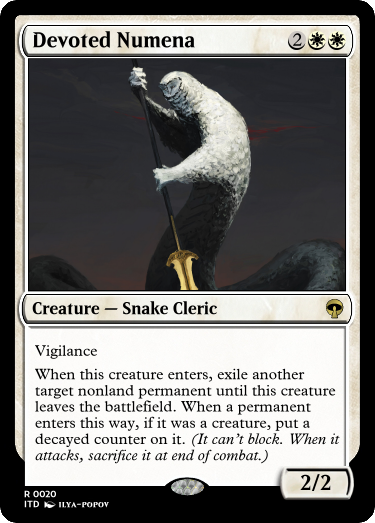 Devoted Numena 2
Creature — Snake Cleric
Vigilance
When this creature enters, exile another
target nonland permanent until this creature
leaves the battlefield. When a permanent
enters this way, if it was a creature, put a
decayed counter on it. (It can't block. When it
attacks, sacrifice it at end of combat.)
2/2
R 0020
ITD ILYA-POPOV